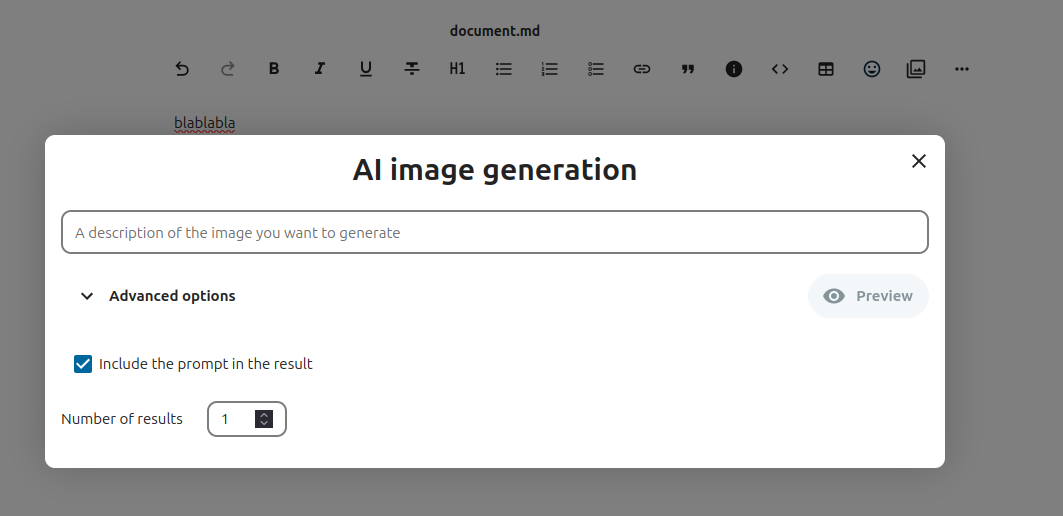 document.md
B I U H1
blablabla
AI image generation
A description of the image you want to generate
Advanced options
Preview
Include the prompt in the result
Number of results 1